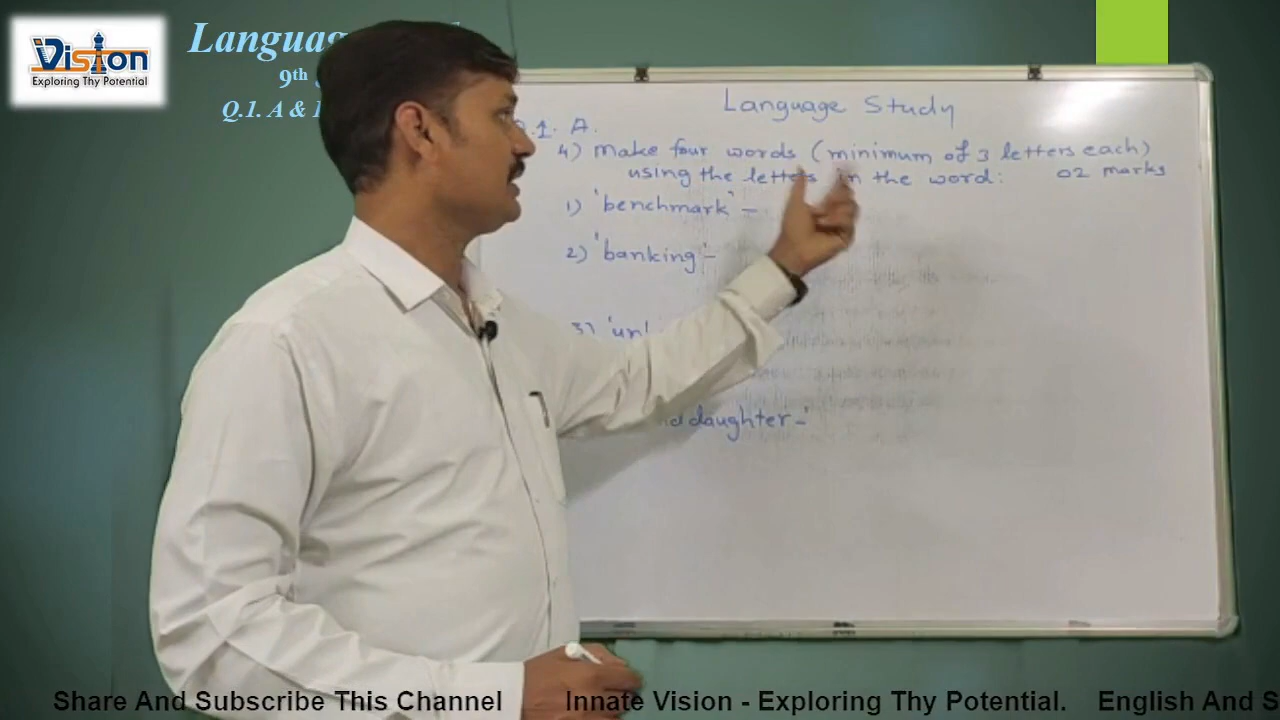 Vision
Exploring Thy Potential
9th
Q.1. A &
Language Study
Q.1. A.
4) Make four words (minimum of 3 letters each)
using the letters in the word: 02 marks
1) 'benchmark' –
2) 'banking' –
3)
daughter –'
Share And Subscribe This Channel Innate Vision - Exploring Thy Potential. English And